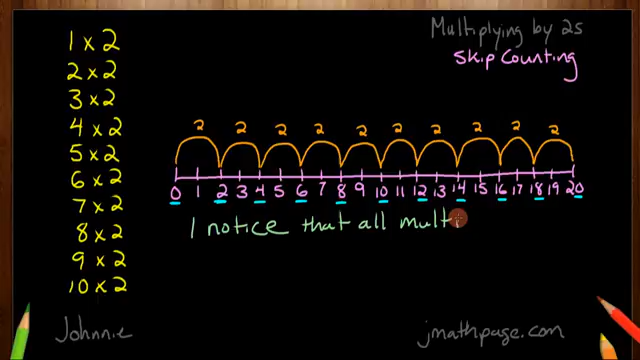 Multiplying by 2s
Skip Counting
1 x 2
2 x 2
3 x 2
4 x 2
5 x 2
6 x 2
7 x 2
8 x 2
9 x 2
10 x 2
2 2 2 2 2 2 2 2 2 2
0 1 2 3 4 5 6 7 8 9 10 11 12 13 14 15 16 17 18 19 20
I notice that all multi
Johnnie
jmathpage.com